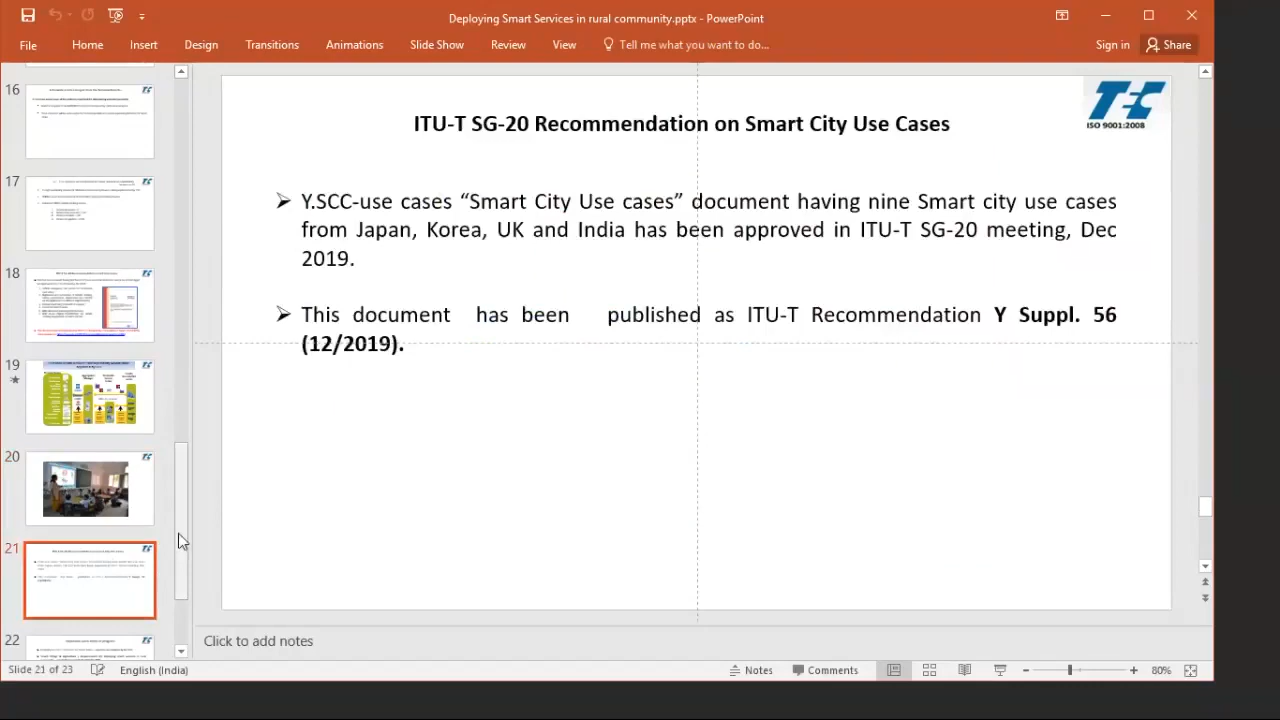 Deploying Smart Services in rural community.pptx - PowerPoint
File Home Insert Design Transitions Animations Slide Show Review View Tell me what you want to do... Sign in Share
16
17
18
19
20
21
22
TEC
ISO 9001:2008
ITU-T SG-20 Recommendation on Smart City Use Cases
➢ Y.SCC-use cases “Smart City Use cases” document having nine Smart city use cases
from Japan, Korea, UK and India has been approved in ITU-T SG-20 meeting, Dec
2019.
➢ This document has been published as ITU-T Recommendation Y Suppl. 56
(12/2019).
Click to add notes
Slide 21 of 23 English (India) Notes Comments 80%